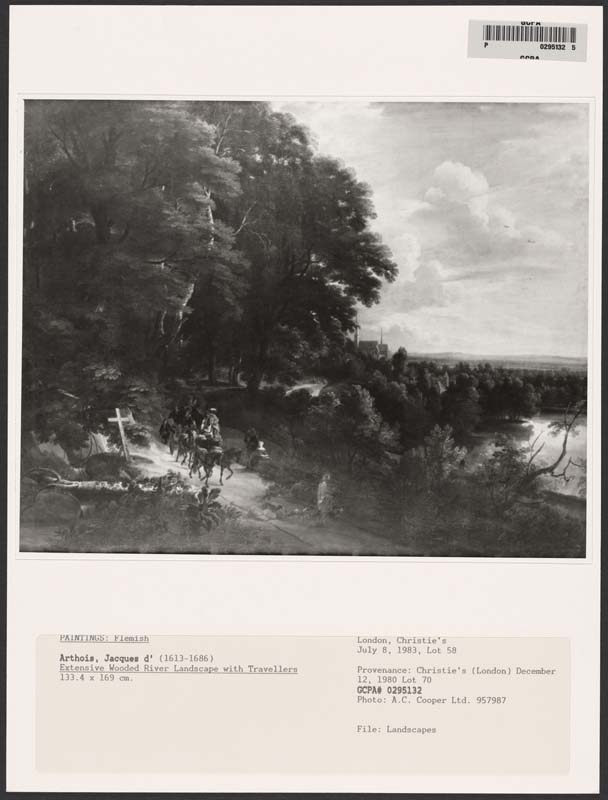 GCPA
P 0295132 5
GCPA
PAINTINGS: Flemish
Arthois, Jacques d' (1613-1686)
Extensive Wooded River Landscape with Travellers
133.4 x 169 cm.
London, Christie's
July 8, 1983, Lot 58
Provenance: Christie's (London) December
12, 1980 Lot 70
GCPA# 0295132
Photo: A.C. Cooper Ltd. 957987
File: Landscapes